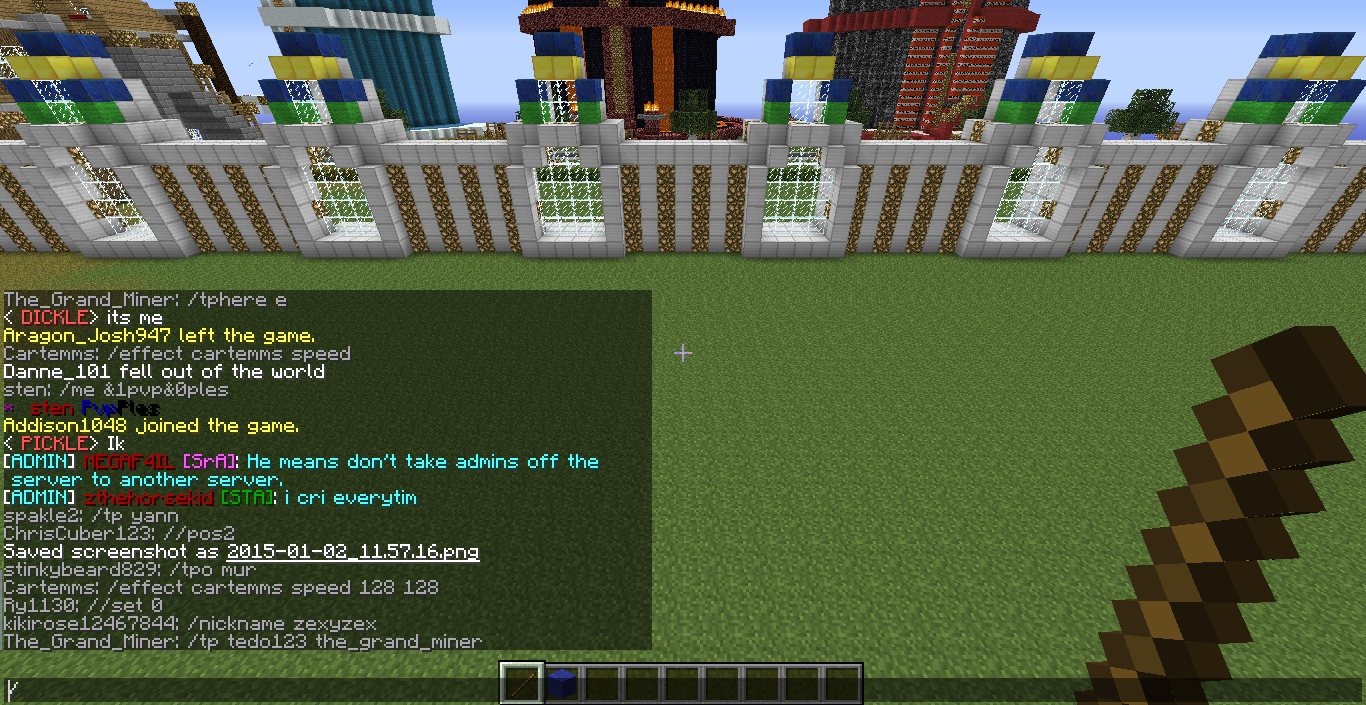 The_Grand_Miner: /tphere e
< DICKLE> its me
Aragon_Josh947 left the game.
Cartemms: /effect cartemms speed
Danne_101 fell out of the world
sten: /me &1pvp&0ples
* sten PvpPles
Addison1048 joined the game.
< PICKLE> Ik
[ADMIN] MEGAF4IL [SrA]: He means don't take admins off the
server to another server.
[ADMIN] zthehorsekid [STA]: i cri everytim
spakle2: /tp yann
ChrisCuber123: //pos2
Saved screenshot as 2015-01-02_11.57.16.png
stinkybeard829: /tpo mur
Cartemms: /effect cartemms speed 128 128
Ry1130: //set 0
kikirose12467844: /nickname zexyzex
The_Grand_Miner: /tp tedo123 the_grand_miner
/